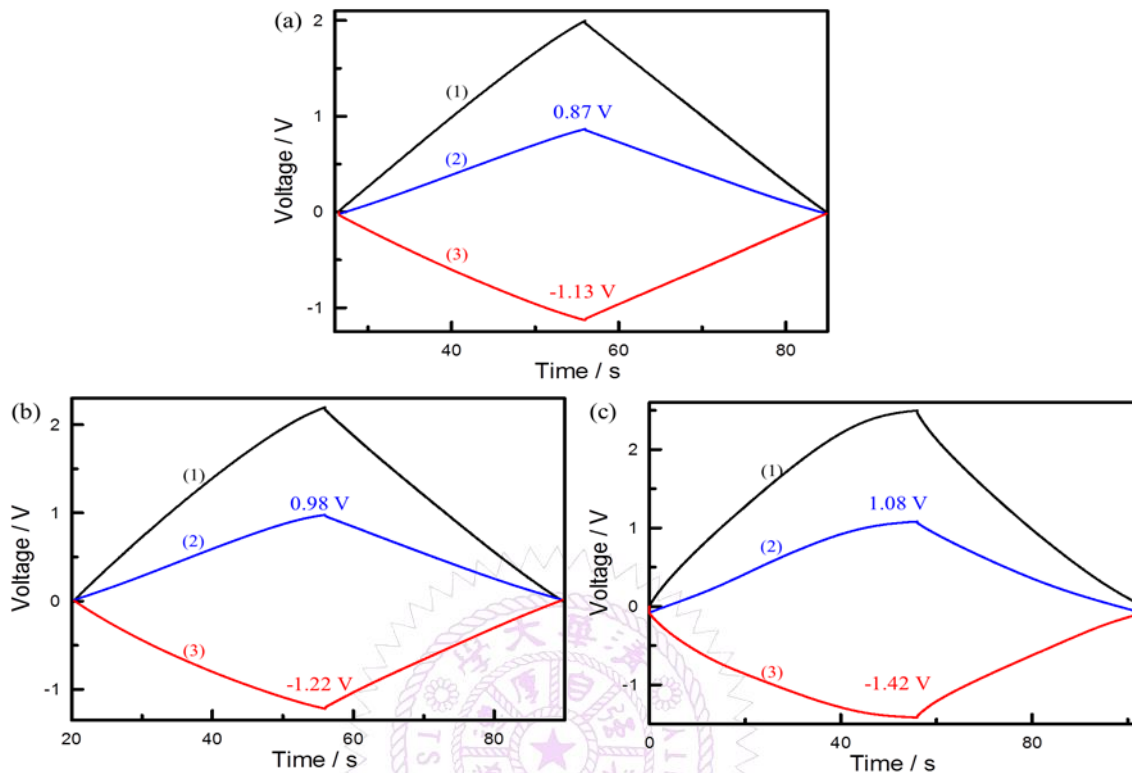 (a)
2
1
0
-1
Voltage / V
(1)
0.87 V
(2)
(3)
-1.13 V
40
60
80
Time / s
(b)
2
1
0
-1
Voltage / V
(1)
0.98 V
(2)
(3)
-1.22 V
20
40
60
80
Time / s
(c)
2
1
0
-1
Voltage / V
(1)
1.08 V
(2)
(3)
-1.42 V
0
40
80
Time / s